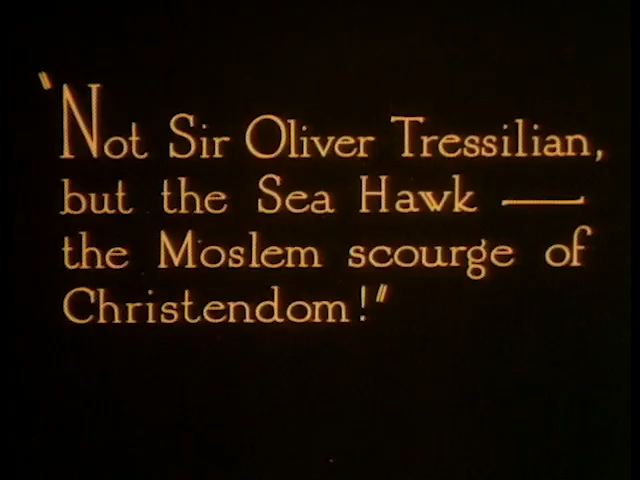 "Not Sir Oliver Tressilian,
but the Sea Hawk —
the Moslem scourge of
Christendom!"